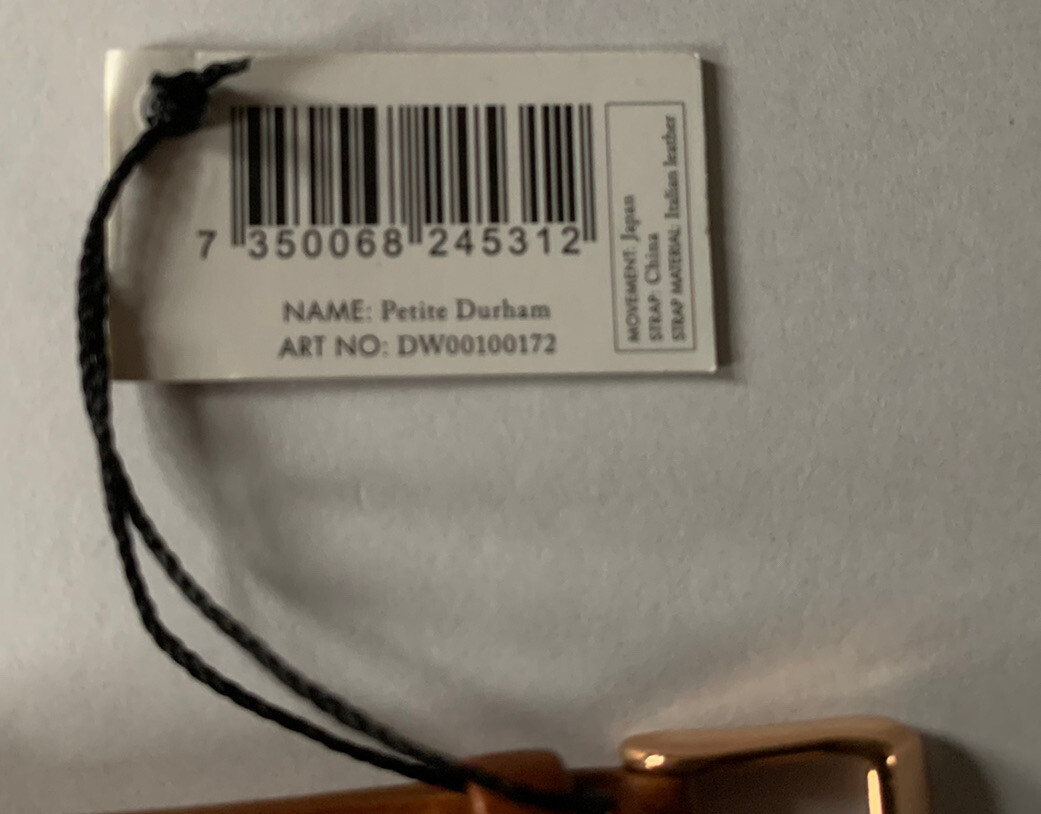 7 350068 245312
NAME: Petite Durham
ART NO: DW00100172
MOVEMENT: Japan
STRAP: China
STRAP MATERIAL: Italian leather